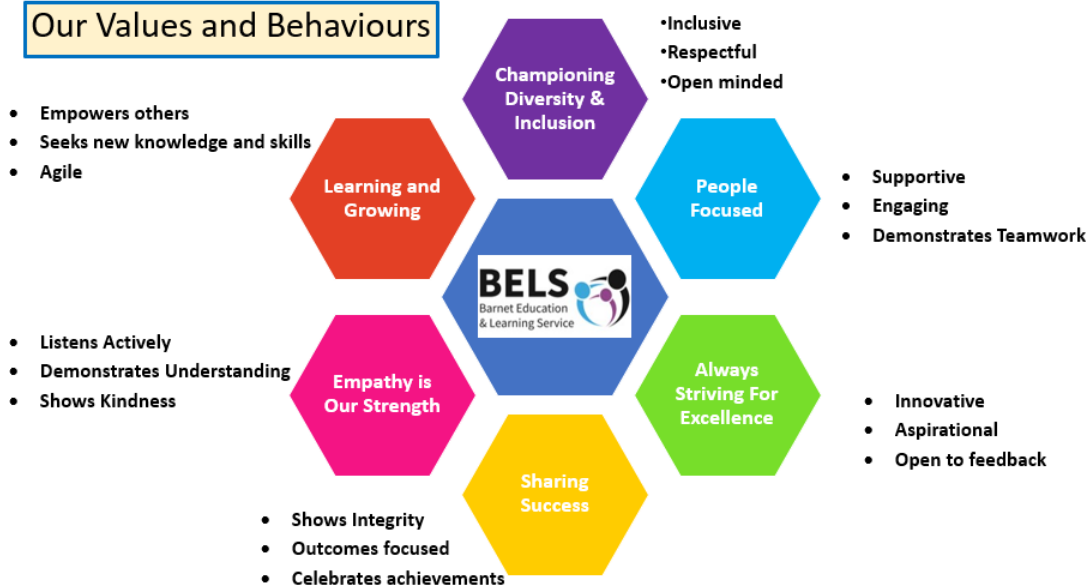 Our Values and Behaviours
Championing
Diversity &
Inclusion
•Inclusive
•Respectful
•Open minded
People
Focused
• Supportive
• Engaging
• Demonstrates Teamwork
Always
Striving For
Excellence
• Innovative
• Aspirational
• Open to feedback
Sharing
Success
• Shows Integrity
• Outcomes focused
• Celebrates achievements
Empathy is
Our Strength
• Listens Actively
• Demonstrates Understanding
• Shows Kindness
Learning and
Growing
• Empowers others
• Seeks new knowledge and skills
• Agile
BELS
Barnet Education
& Learning Service